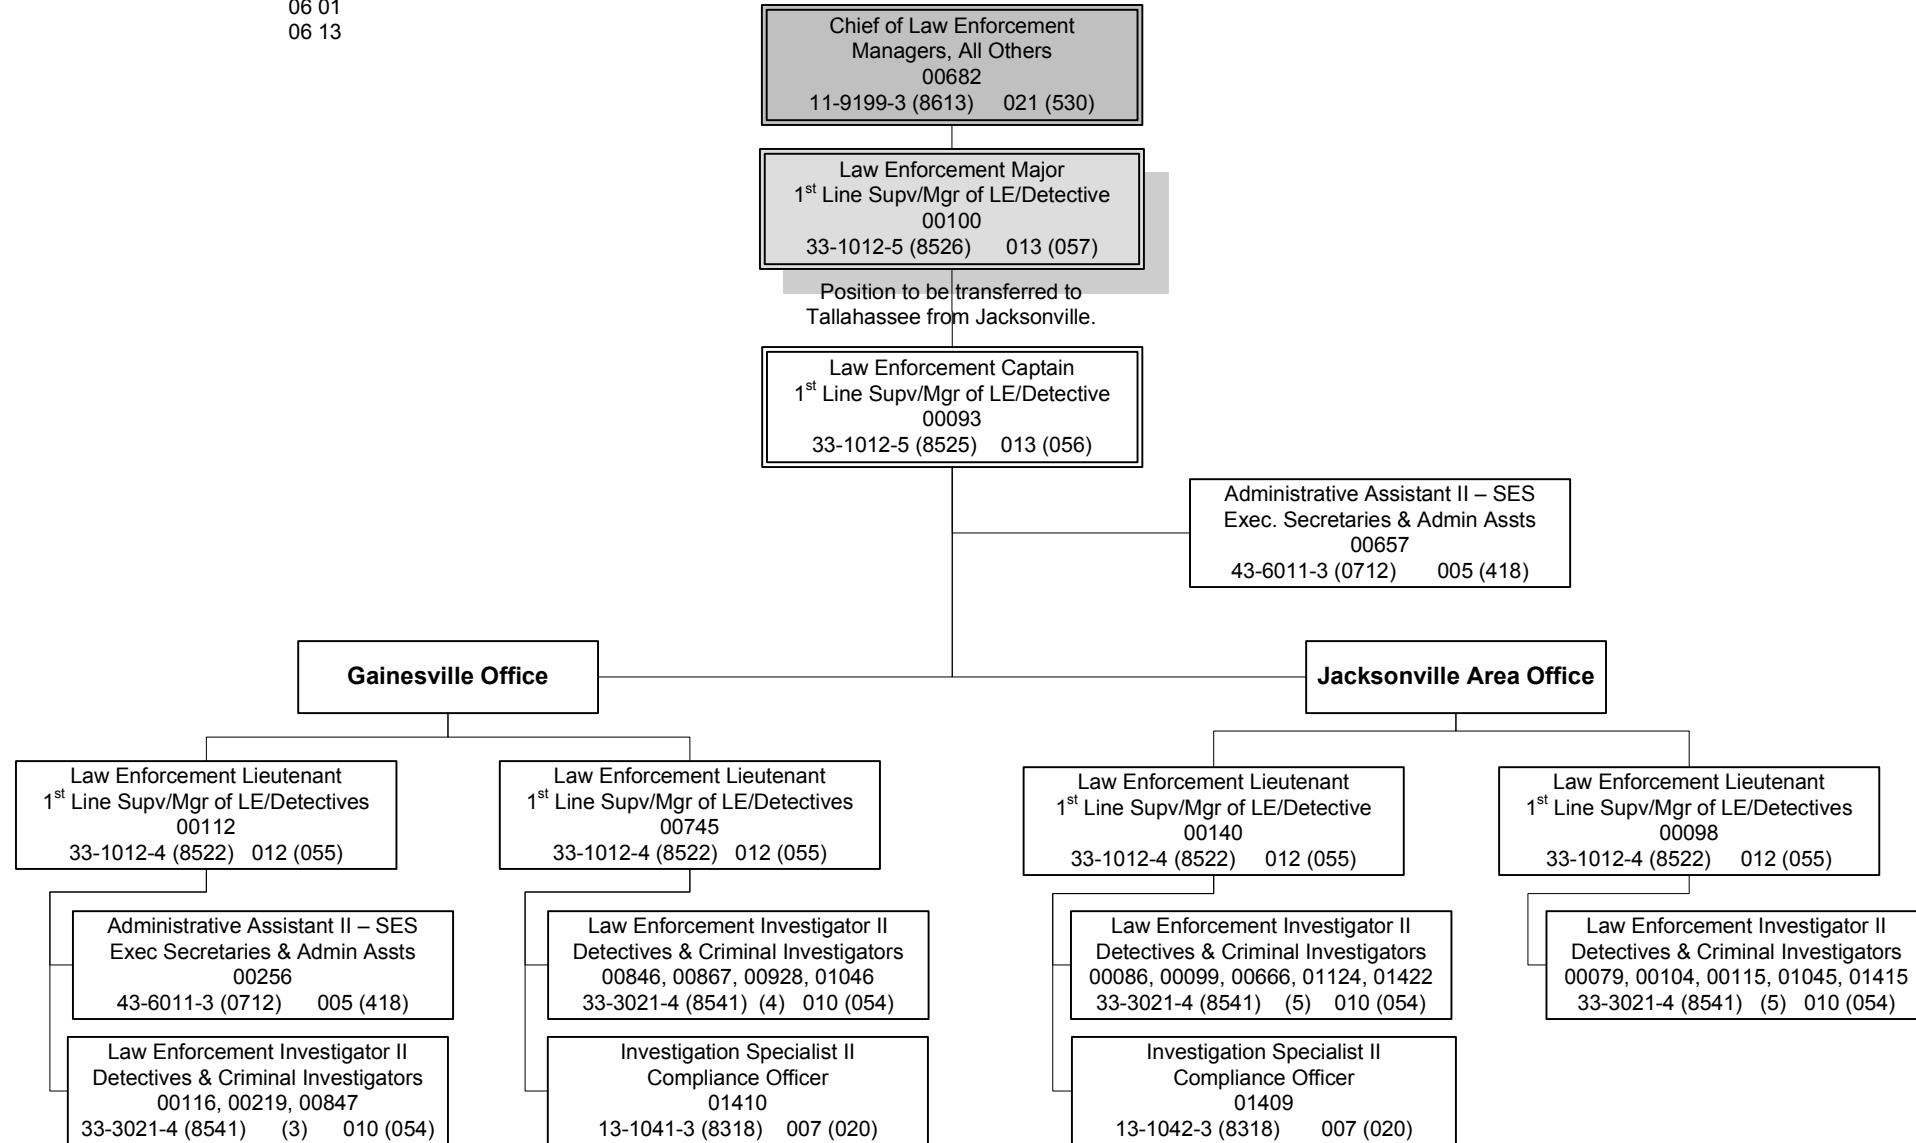 06 01
06 13
Chief of Law Enforcement
Managers, All Others
00682
11-9199-3 (8613) 021 (530)
Law Enforcement Major
1st Line Supv/Mgr of LE/Detective
00100
33-1012-5 (8526) 013 (057)
Position to be transferred to
Tallahassee from Jacksonville.
Law Enforcement Captain
1st Line Supv/Mgr of LE/Detective
00093
33-1012-5 (8525) 013 (056)
Administrative Assistant II – SES
Exec. Secretaries & Admin Assts
00657
43-6011-3 (0712) 005 (418)
Gainesville Office
Jacksonville Area Office
Law Enforcement Lieutenant
1st Line Supv/Mgr of LE/Detectives
00112
33-1012-4 (8522) 012 (055)
Law Enforcement Lieutenant
1st Line Supv/Mgr of LE/Detectives
00745
33-1012-4 (8522) 012 (055)
Law Enforcement Lieutenant
1st Line Supv/Mgr of LE/Detective
00140
33-1012-4 (8522) 012 (055)
Law Enforcement Lieutenant
1st Line Supv/Mgr of LE/Detectives
00098
33-1012-4 (8522) 012 (055)
Administrative Assistant II – SES
Exec Secretaries & Admin Assts
00256
43-6011-3 (0712) 005 (418)
Law Enforcement Investigator II
Detectives & Criminal Investigators
00846, 00867, 00928, 01046
33-3021-4 (8541) (4) 010 (054)
Law Enforcement Investigator II
Detectives & Criminal Investigators
00086, 00099, 00666, 01124, 01422
33-3021-4 (8541) (5) 010 (054)
Law Enforcement Investigator II
Detectives & Criminal Investigators
00079, 00104, 00115, 01045, 01415
33-3021-4 (8541) (5) 010 (054)
Law Enforcement Investigator II
Detectives & Criminal Investigators
00116, 00219, 00847
33-3021-4 (8541) (3) 010 (054)
Investigation Specialist II
Compliance Officer
01410
13-1041-3 (8318) 007 (020)
Investigation Specialist II
Compliance Officer
01409
13-1042-3 (8318) 007 (020)